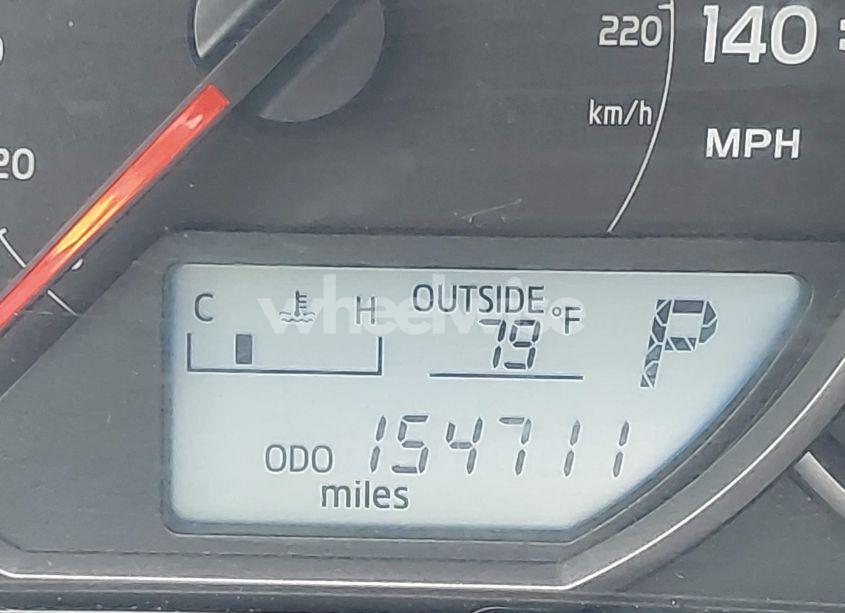 220 140
km/h
MPH
20
C H OUTSIDE
79 °F
P
ODO 154711
miles
wheelwise